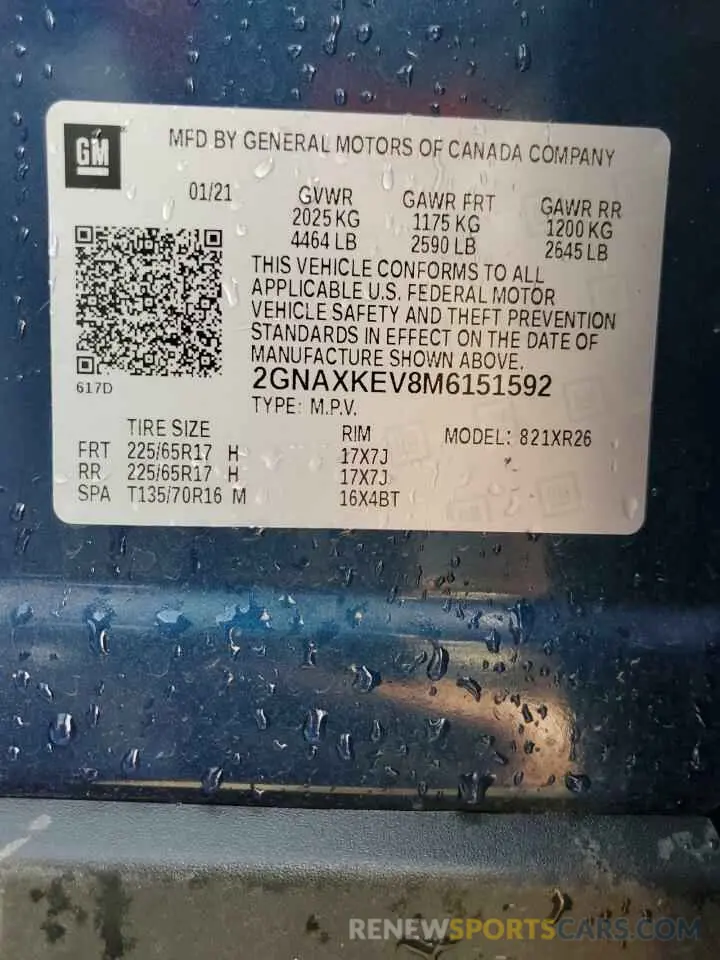 GM
MFD BY GENERAL MOTORS OF CANADA COMPANY
01/21
GVWR
2025 KG
4464 LB
GAWR FRT
1175 KG
2590 LB
GAWR RR
1200 KG
2645 LB
THIS VEHICLE CONFORMS TO ALL
APPLICABLE U.S. FEDERAL MOTOR
VEHICLE SAFETY AND THEFT PREVENTION
STANDARDS IN EFFECT ON THE DATE OF
MANUFACTURE SHOWN ABOVE.
617D
2GNAXKEV8M6151592
TYPE: M.P.V.
TIRE SIZE RIM MODEL: 821XR26
FRT 225/65R17 H 17X7J
RR 225/65R17 H 17X7J
SPA T135/70R16 M 16X4BT
RENEWSPORTSCARS.COM